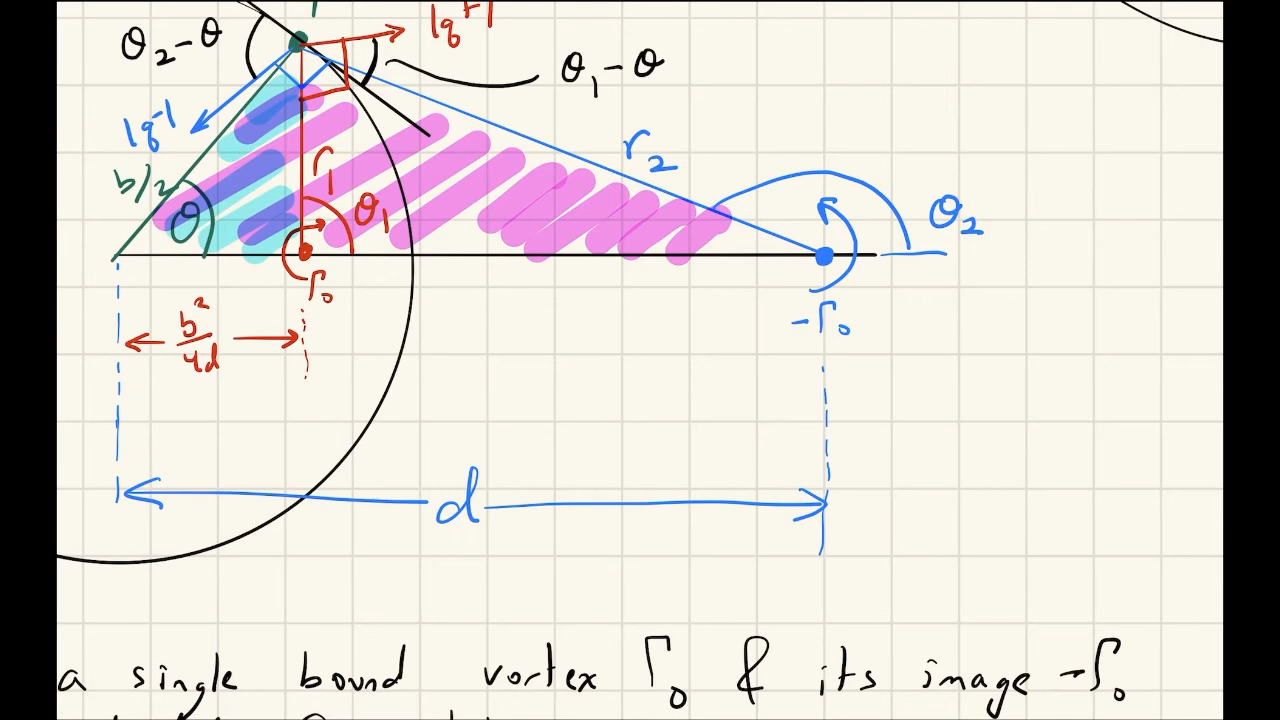 θ₂-θ
|q⁺|
θ₁-θ
|q⁻|
b/2
r₁
r₂
θ
θ₁
θ₂
Γ₀
-Γ₀
b²/4d
d
a single bound vortex Γ₀ & its image -Γ₀